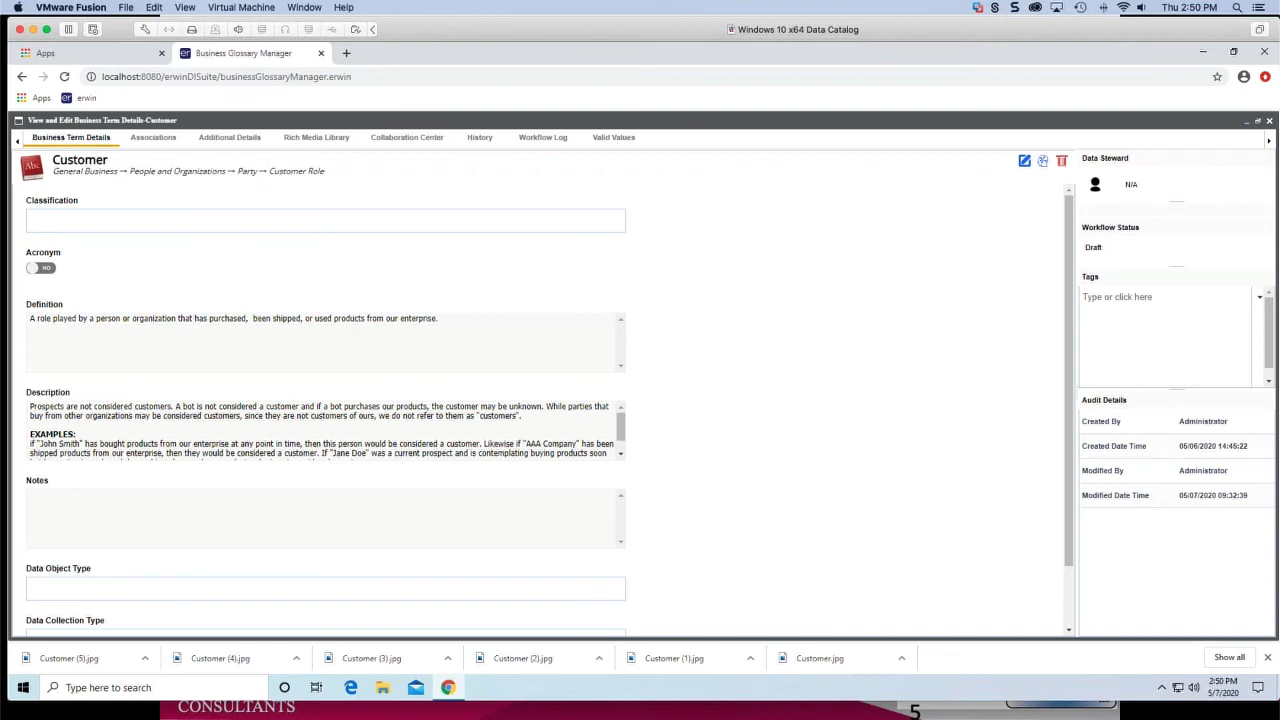 VMware Fusion File Edit View Virtual Machine Window Help Thu 2:50 PM
Windows 10 x64 Data Catalog
Apps Business Glossary Manager
localhost:8080/erwinDISuite/businessGlossaryManager.erwin
Apps er erwin
View and Edit Business Term Details-Customer
Business Term Details Associations Additional Details Rich Media Library Collaboration Center History Workflow Log Valid Values
Abc
Customer
General Business → People and Organizations → Party → Customer Role
Classification
Acronym
NO
Definition
A role played by a person or organization that has purchased, been shipped, or used products from our enterprise.
Description
Prospects are not considered customers. A bot is not considered a customer and if a bot purchases our products, the customer may be unknown. While parties that
buy from other organizations may be considered customers, since they are not customers of ours, we do not refer to them as "customers".
EXAMPLES:
if "John Smith" has bought products from our enterprise at any point in time, then this person would be considered a customer. Likewise if "AAA Company" has been
shipped products from our enterprise, then they would be considered a customer. If "Jane Doe" was a current prospect and is contemplating buying products soon
Notes
Data Object Type
Data Collection Type
Data Steward
N/A
Workflow Status
Draft
Tags
Type or click here
Audit Details
Created By Administrator
Created Date Time 05/06/2020 14:45:22
Modified By Administrator
Modified Date Time 05/07/2020 09:32:39
Customer (5).jpg Customer (4).jpg Customer (3).jpg Customer (2).jpg Customer (1).jpg Customer.jpg Show all
Type here to search
2:50 PM
5/7/2020
CONSULTANTS
5